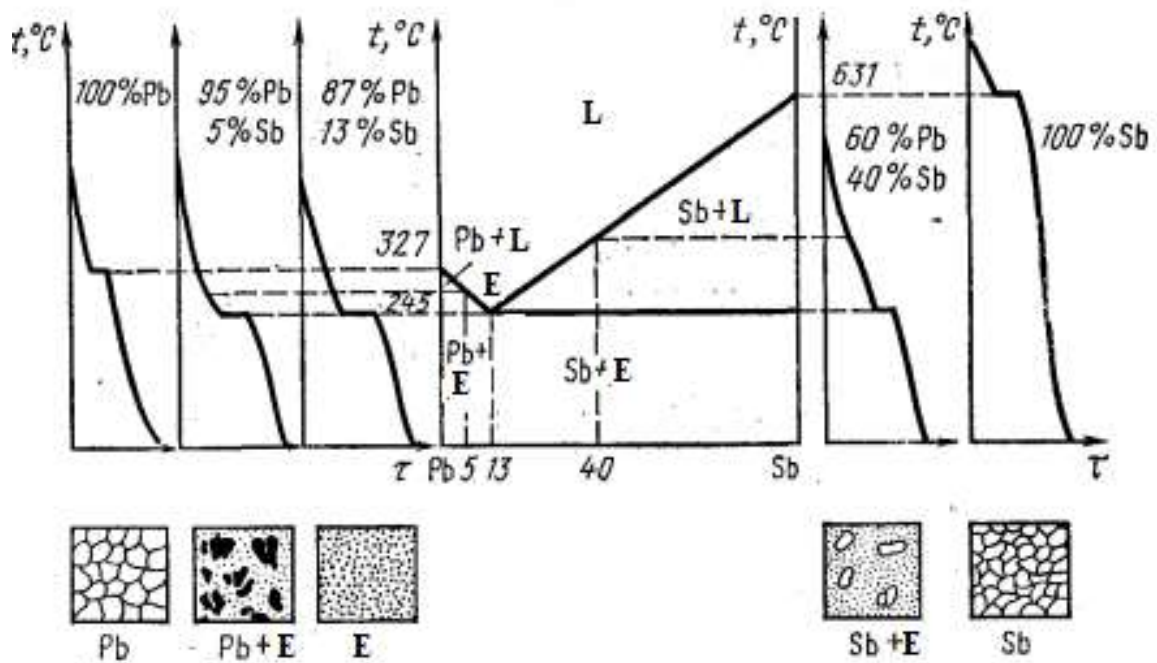 t,°C
100%Pb
95%Pb
5%Sb
87%Pb
13%Sb
t,°C
L
t,°C
631
60%Pb
40%Sb
t,°C
100%Sb
327
Pb+L
E
Sb+L
245
Pb+
E
Sb+E
τ
Pb 5 13 40 Sb
τ
Pb
Pb+E
E
Sb+E
Sb